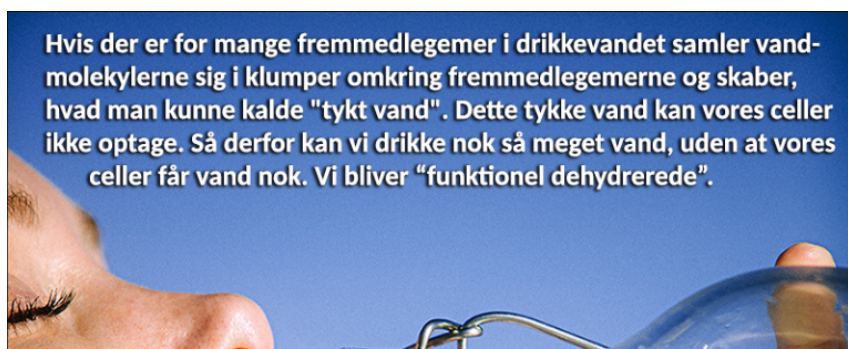 Hvis der er for mange fremmedlegemer i drikkevandet samler vand-
molekylerne sig i klumper omkring fremmedlegemerne og skaber,
hvad man kunne kalde "tykt vand". Dette tykke vand kan vores celler
ikke optage. Så derfor kan vi drikke nok så meget vand, uden at vores
celler får vand nok. Vi bliver “funktionel dehydrerede”.